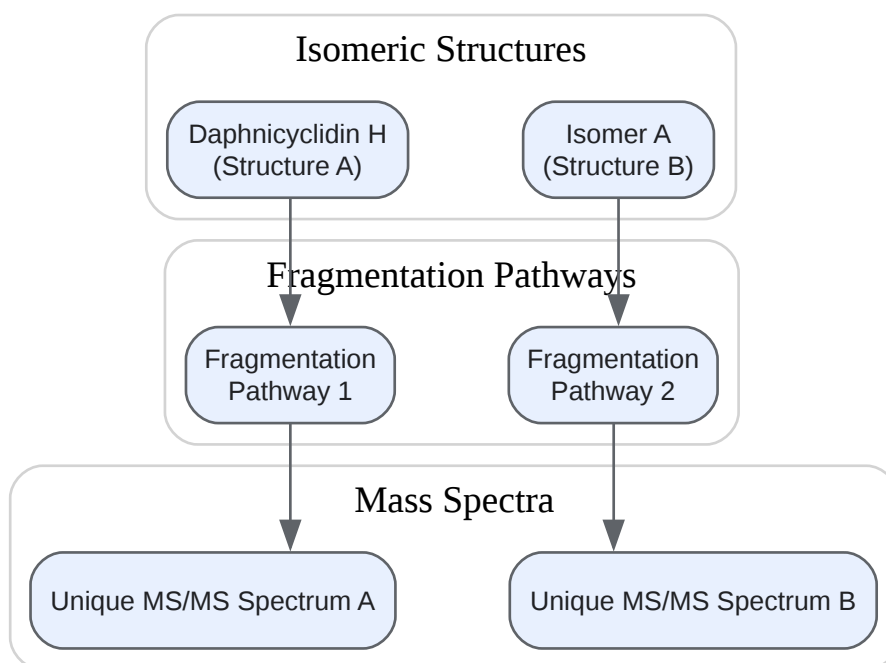 Isomeric Structures
Daphnicyclidin H
(Structure A)
Isomer A
(Structure B)
Fragmentation Pathways
Fragmentation
Pathway 1
Fragmentation
Pathway 2
Mass Spectra
Unique MS/MS Spectrum A
Unique MS/MS Spectrum B